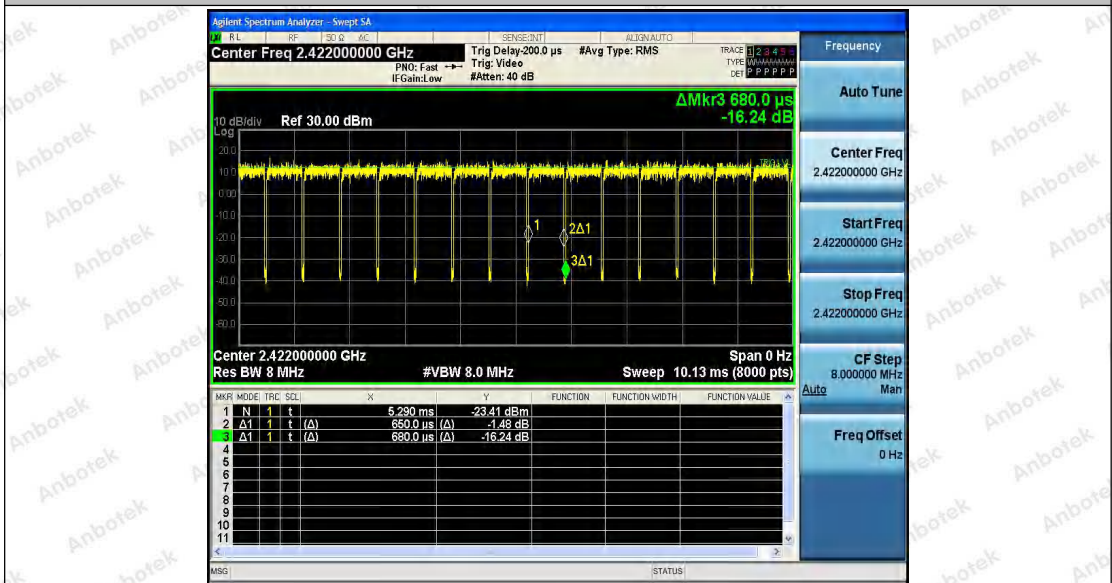 Agilent Spectrum Analyzer - Swept SA
RL RF 50 Ω AC SENSE:INT ALIGNAUTO
Center Freq 2.422000000 GHz
PNO: Fast
IFGain:Low
Trig Delay-200.0 µs #Avg Type: RMS
Trig: Video
#Atten: 40 dB
TRACE 1 2 3 4 5 6
TYPE WWWWWW
DET P P P P P P
ΔMkr3 680.0 µs
-16.24 dB
10 dB/div Ref 30.00 dBm
Log
20.0
10.0
0.00
-10.0
-20.0
-30.0
-40.0
-50.0
-60.0
1
2Δ1
3Δ1
Center 2.422000000 GHz Span 0 Hz
Res BW 8 MHz #VBW 8.0 MHz Sweep 10.13 ms (8000 pts)
MKR MODE TRC SCL X Y FUNCTION FUNCTION WIDTH FUNCTION VALUE
1 N 1 t 5.290 ms -23.41 dBm
2 Δ1 1 t (Δ) 650.0 µs (Δ) -1.48 dB
3 Δ1 1 t (Δ) 680.0 µs (Δ) -16.24 dB
4
5
6
7
8
9
10
11
MSG STATUS
Frequency
Auto Tune
Center Freq
2.422000000 GHz
Start Freq
2.422000000 GHz
Stop Freq
2.422000000 GHz
CF Step
8.000000 MHz
Auto Man
Freq Offset
0 Hz
Anbotek